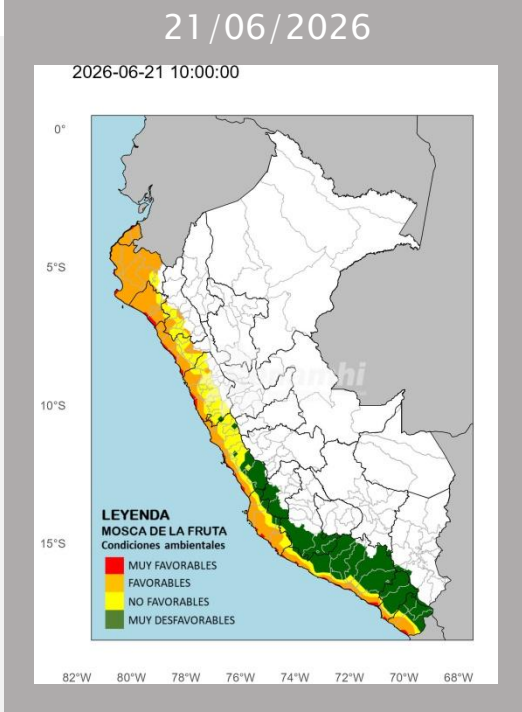 21/06/2026
2026-06-21 10:00:00
0°
5°S
10°S
15°S
LEYENDA
MOSCA DE LA FRUTA
Condiciones ambientales
MUY FAVORABLES
FAVORABLES
NO FAVORABLES
MUY DESFAVORABLES
82°W 80°W 78°W 76°W 74°W 72°W 70°W 68°W